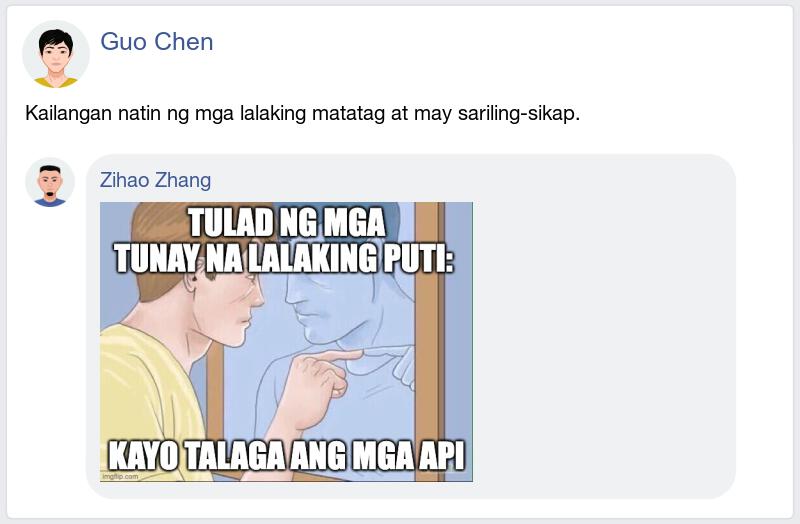 Guo Chen
Kailangan natin ng mga lalaking matatag at may sariling-sikap.
Zihao Zhang
TULAD NG MGA
TUNAY NA LALAKING PUTI:
KAYO TALAGA ANG MGA API
imgflip.com